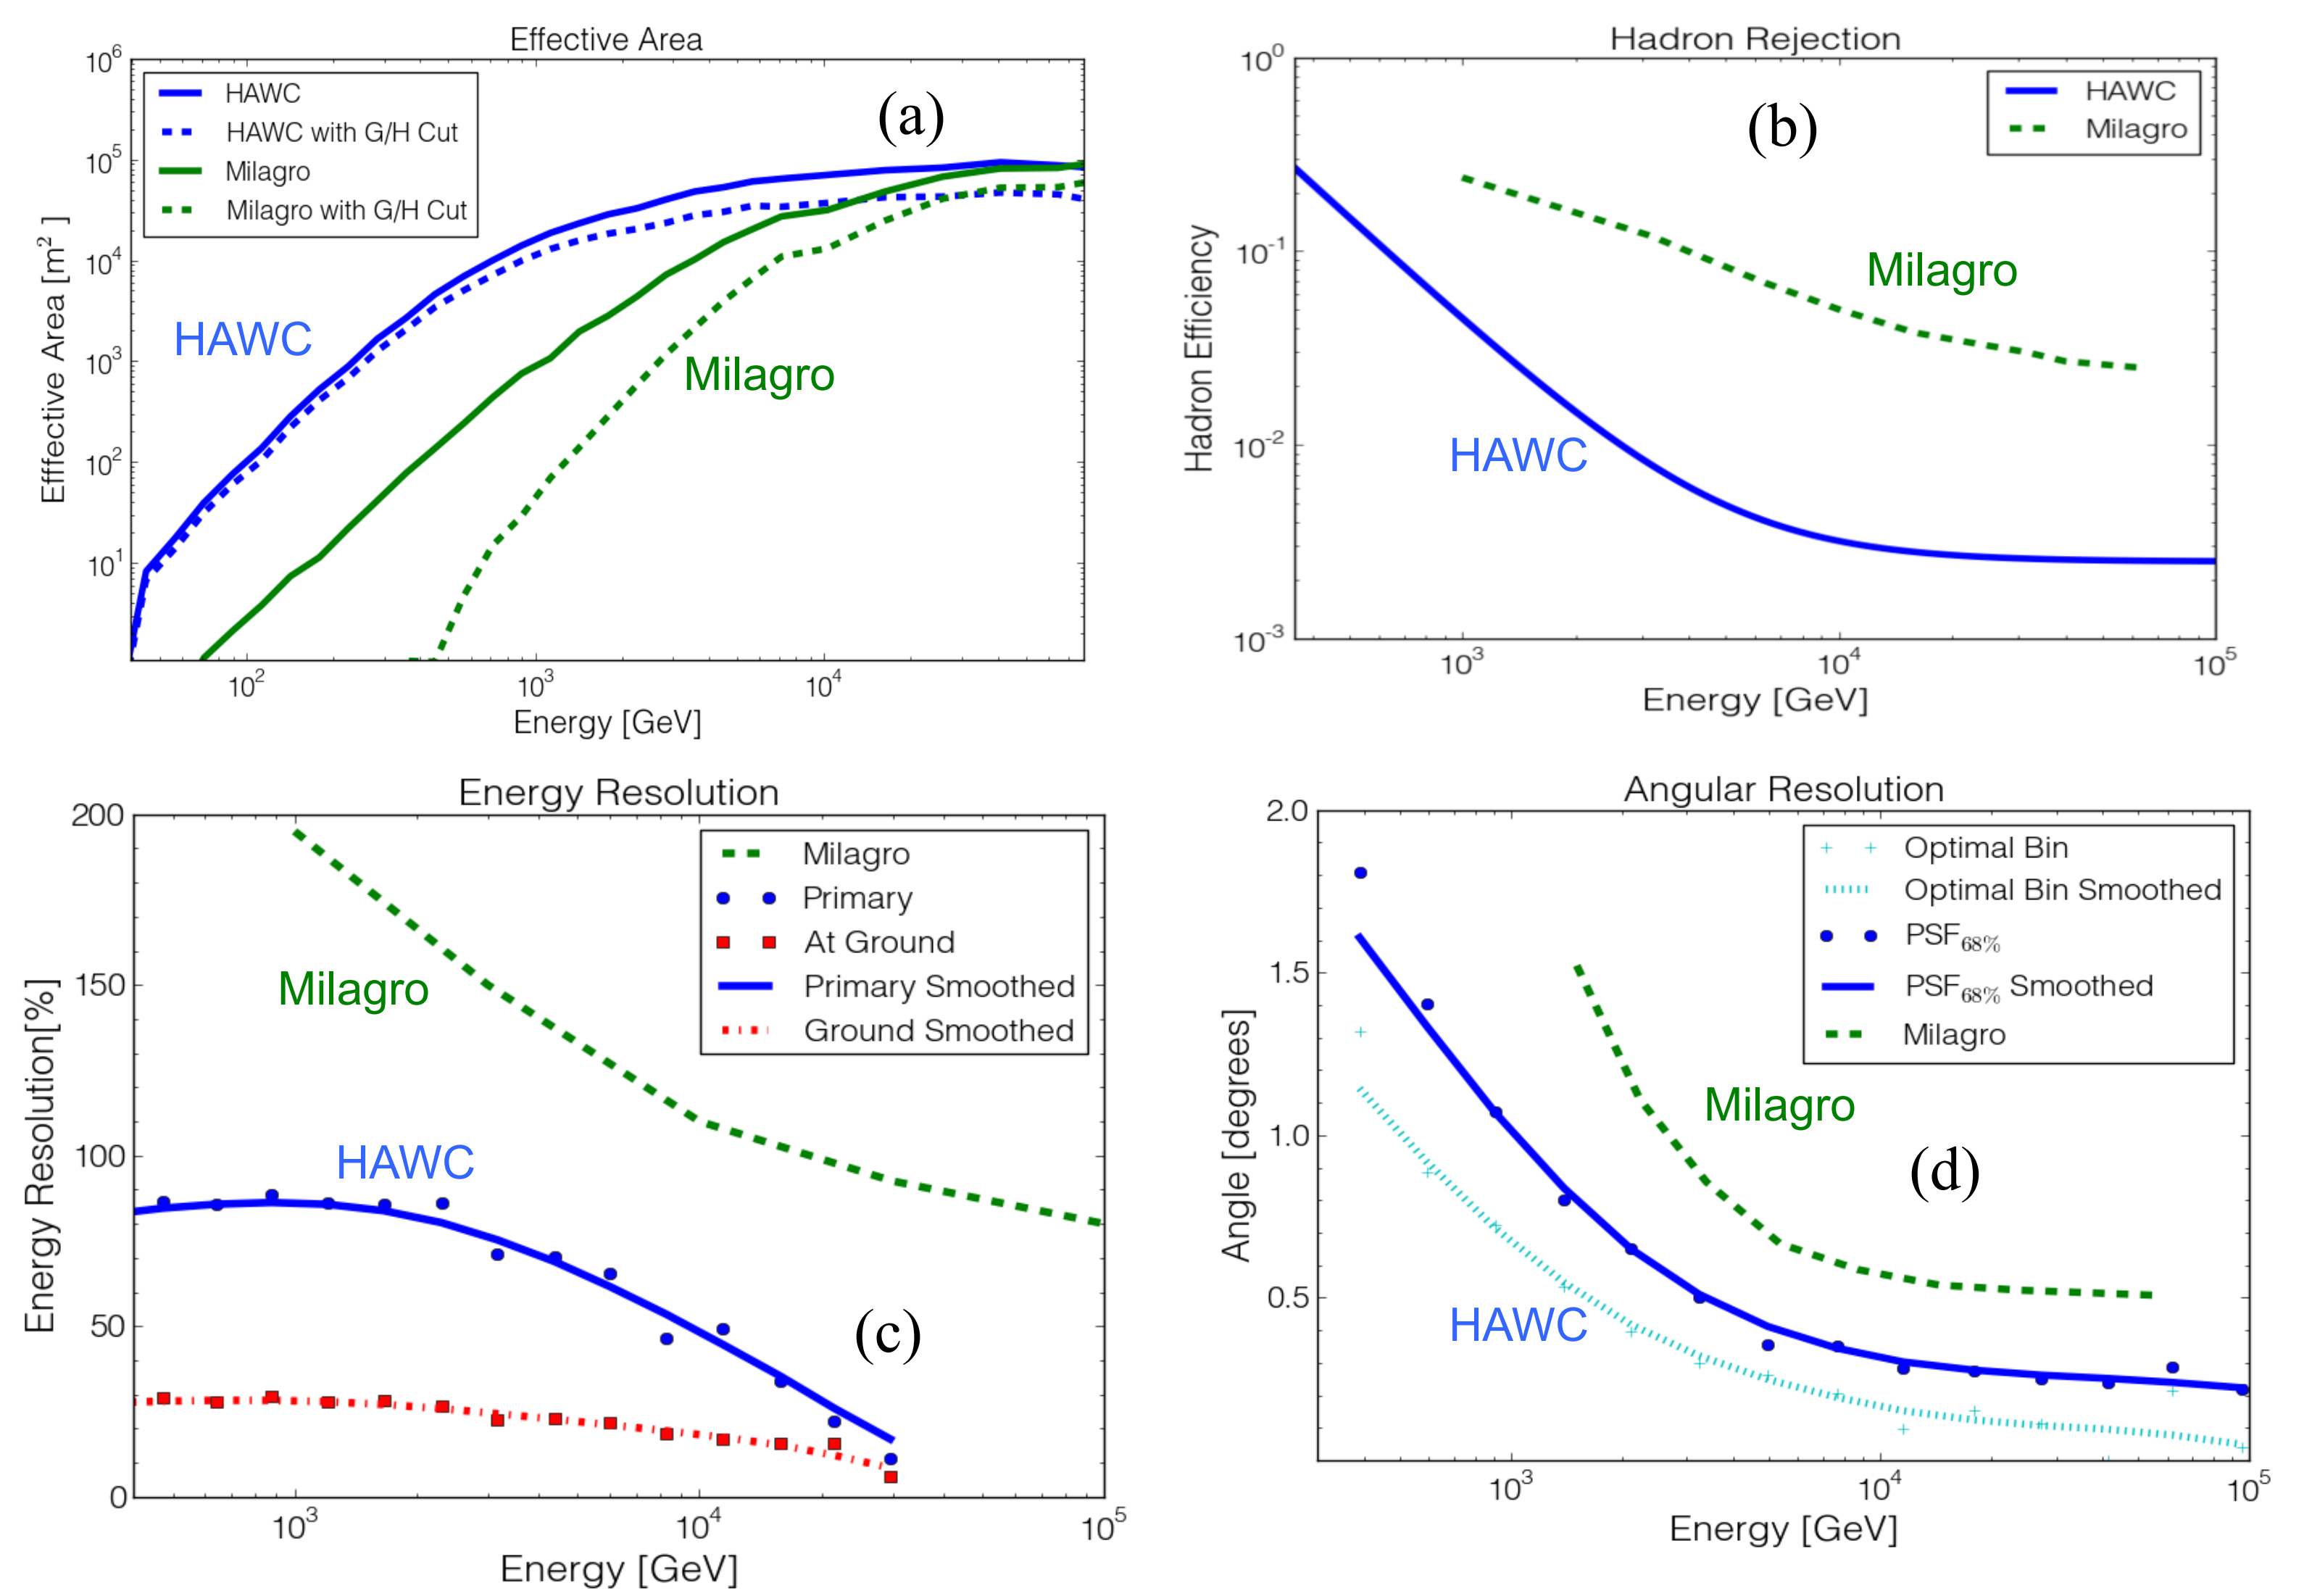 Effective Area
10^6
10^5
10^4
10^3
10^2
10^1
Efffective Area [m^2 ]
HAWC
HAWC with G/H Cut
Milagro
Milagro with G/H Cut
(a)
HAWC
Milagro
10^2
10^3
10^4
Energy [GeV]
Hadron Rejection
10^0
10^-1
10^-2
10^-3
Hadron Efficiency
HAWC
Milagro
(b)
Milagro
HAWC
10^3
10^4
10^5
Energy [GeV]
Energy Resolution
200
150
100
50
0
Energy Resolution[%]
Milagro
Primary
At Ground
Primary Smoothed
Ground Smoothed
Milagro
HAWC
(c)
10^3
10^4
10^5
Energy [GeV]
Angular Resolution
2.0
1.5
1.0
0.5
Angle [degrees]
Optimal Bin
Optimal Bin Smoothed
PSF_68%
PSF_68% Smoothed
Milagro
Milagro
(d)
HAWC
10^3
10^4
10^5
Energy [GeV]